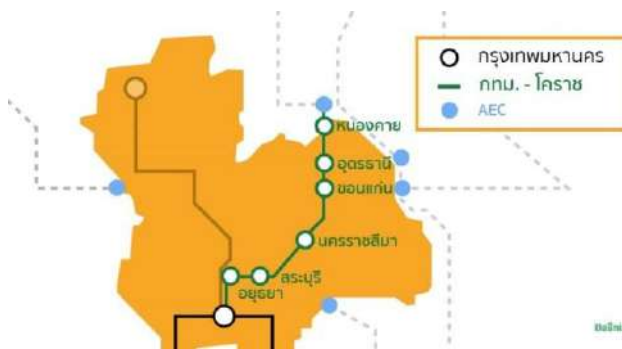 กรุงเทพมหานคร
กทม. - โคราช
AEC
หนองคาย
อุดรธานี
ขอนแก่น
นครราชสีมา
สระบุรี
อยุธยา